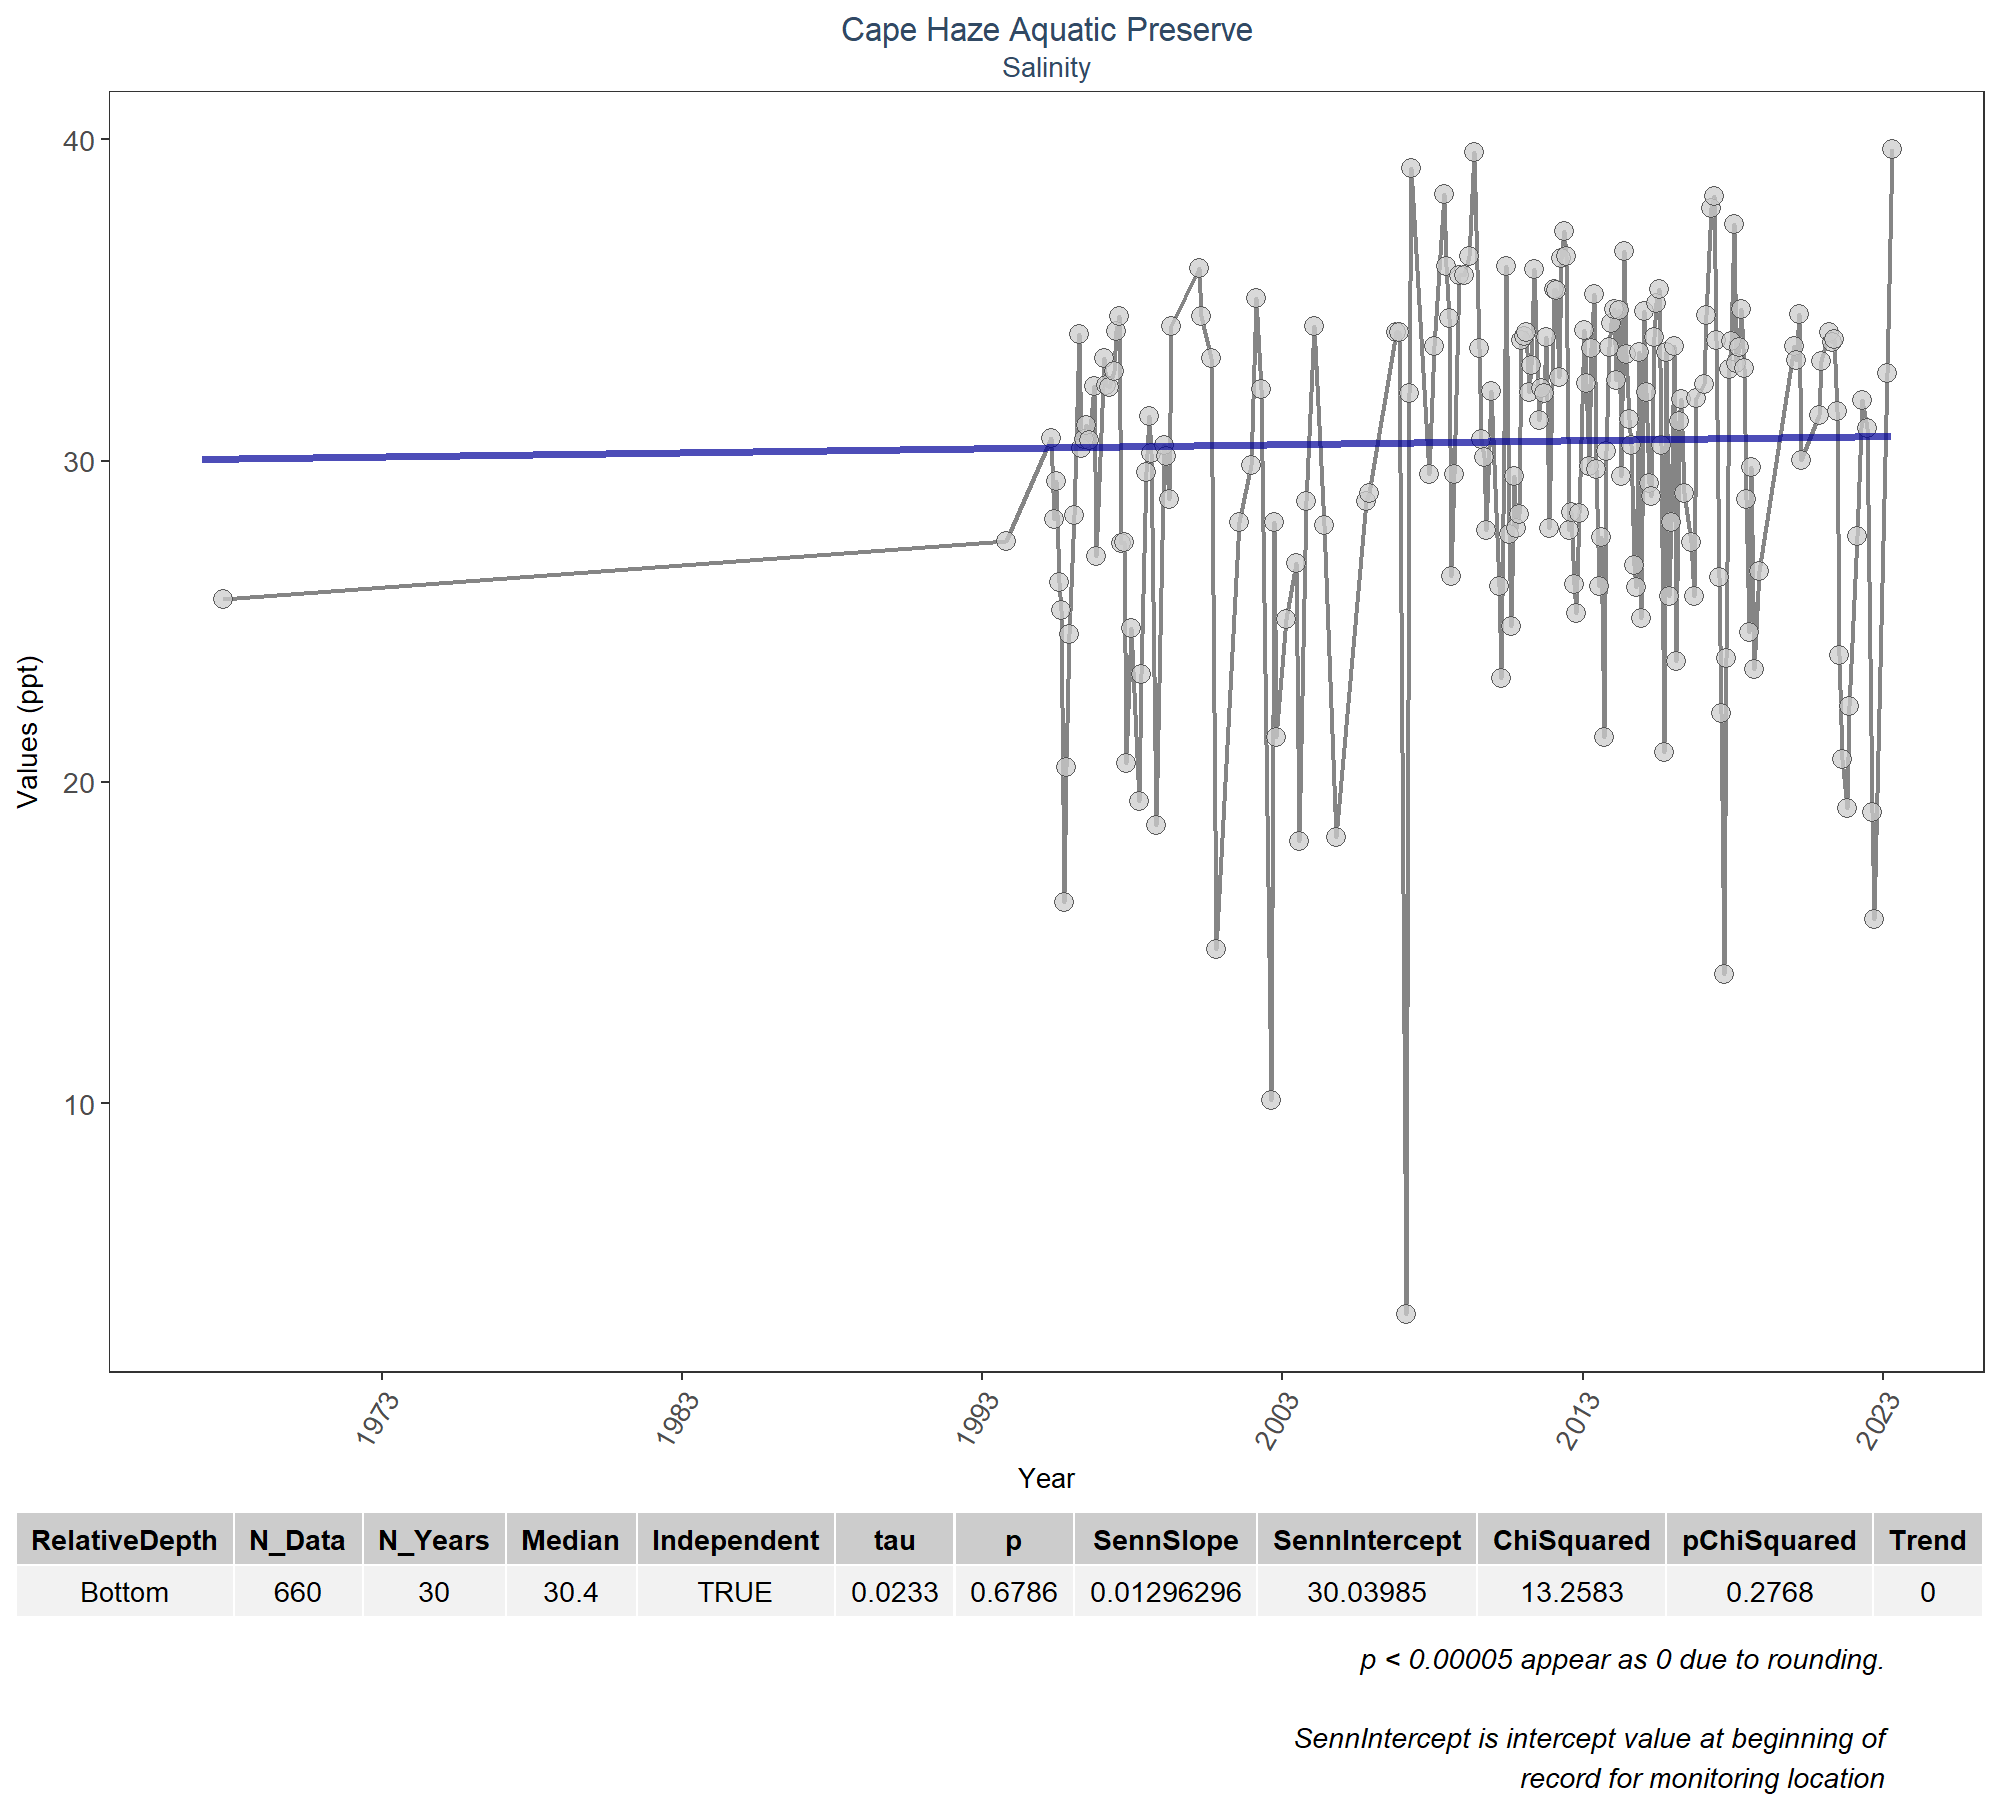 Cape Haze Aquatic Preserve
Salinity
40
30
20
10
Values (ppt)
1973
1983
1993
2003
2013
2023
Year
RelativeDepth N_Data N_Years Median Independent tau p SennSlope SennIntercept ChiSquared pChiSquared Trend
Bottom 660 30 30.4 TRUE 0.0233 0.6786 0.01296296 30.03985 13.2583 0.2768 0
p < 0.00005 appear as 0 due to rounding.
SennIntercept is intercept value at beginning of
record for monitoring location